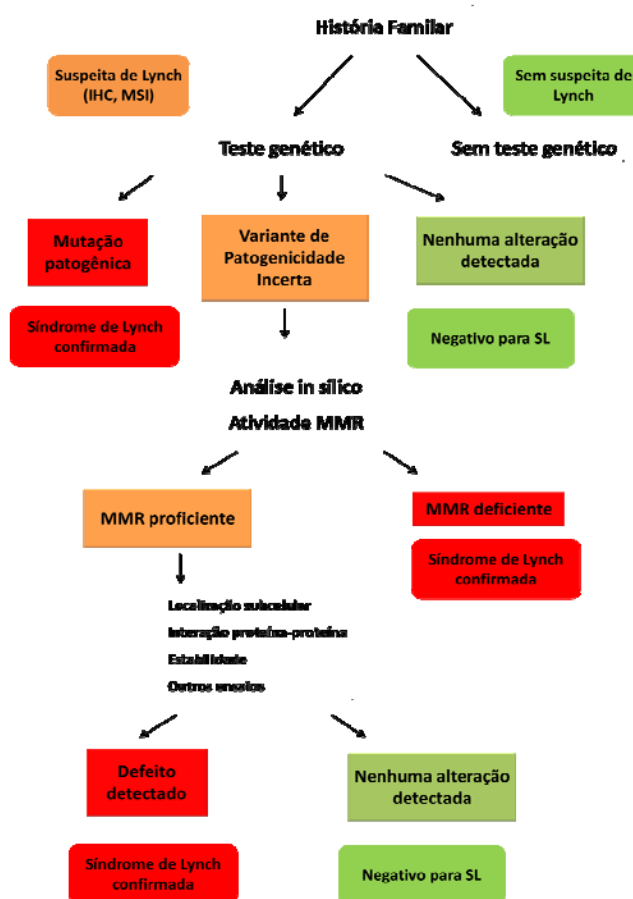 História Familar
Suspeita de Lynch
(IHC, MSI)
Sem suspeita de
Lynch
Teste genético
Sem teste genético
Mutação
patogênica
Variante de
Patogenicidade
Incerta
Nenhuma alteração
detectada
Síndrome de Lynch
confirmada
Negativo para SL
Análise in sílico
Atividade MMR
MMR proficiente
MMR deficiente
Síndrome de Lynch
confirmada
Localização subcelular
Interação proteína-proteína
Estabilidade
Outros ensaios
Defeito
detectado
Nenhuma alteração
detectada
Síndrome de Lynch
confirmada
Negativo para SL